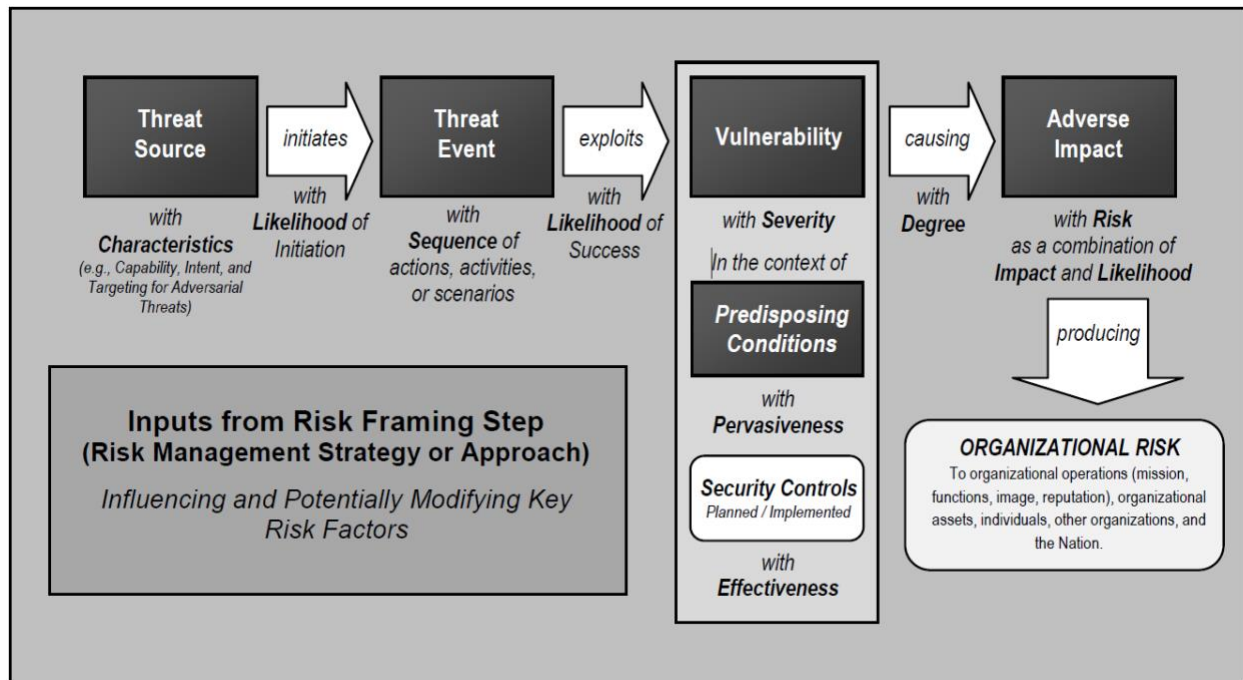 Threat
Source
initiates
Threat
Event
exploits
Vulnerability
causing
Adverse
Impact
with
Characteristics
(e.g., Capability, Intent, and
Targeting for Adversarial
Threats)
with
Likelihood of
Initiation
with
Sequence of
actions, activities,
or scenarios
with
Likelihood of
Success
with Severity
In the context of
Predisposing
Conditions
with
Pervasiveness
Security Controls
Planned / Implemented
with
Effectiveness
with
Degree
with Risk
as a combination of
Impact and Likelihood
producing
ORGANIZATIONAL RISK
To organizational operations (mission,
functions, image, reputation), organizational
assets, individuals, other organizations, and
the Nation.
Inputs from Risk Framing Step
(Risk Management Strategy or Approach)
Influencing and Potentially Modifying Key
Risk Factors